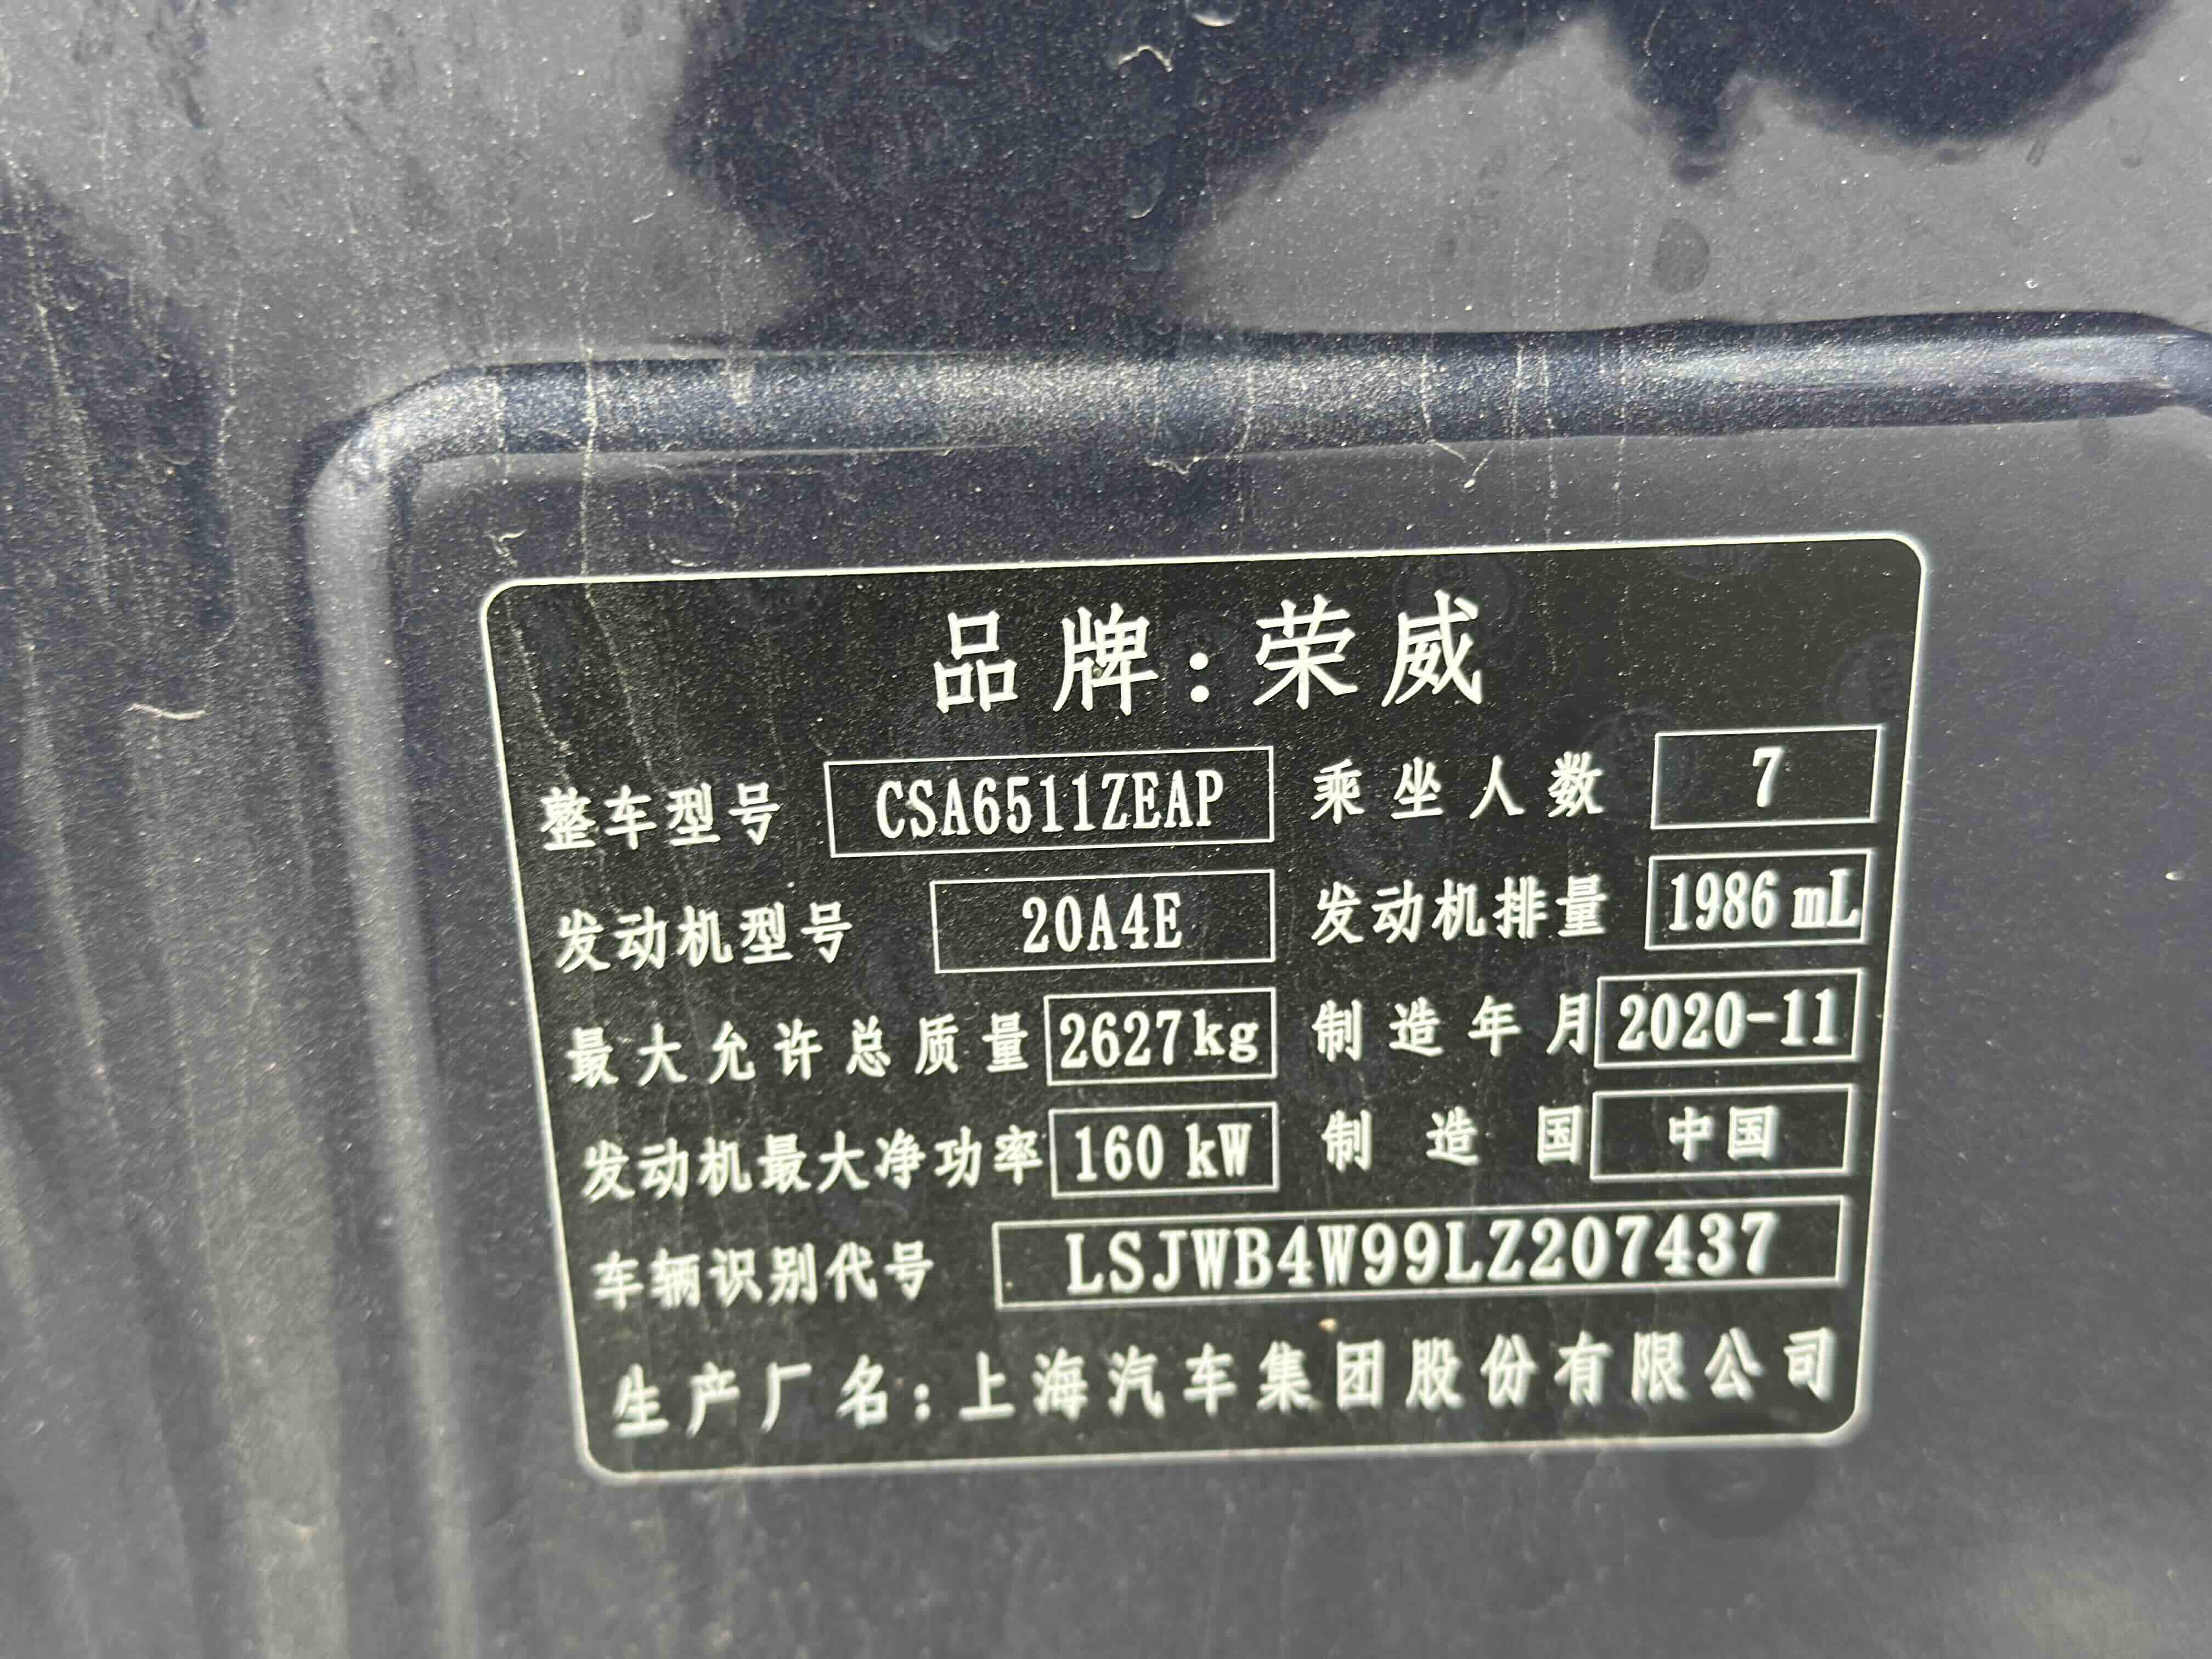 品牌:荣威
整车型号 CSA6511ZEAP 乘坐人数 7
发动机型号 20A4E 发动机排量 1986 mL
最大允许总质量 2627kg 制造年月 2020-11
发动机最大净功率 160 kW 制造国 中国
车辆识别代号 LSJWB4W99LZ207437
生产厂名:上海汽车集团股份有限公司